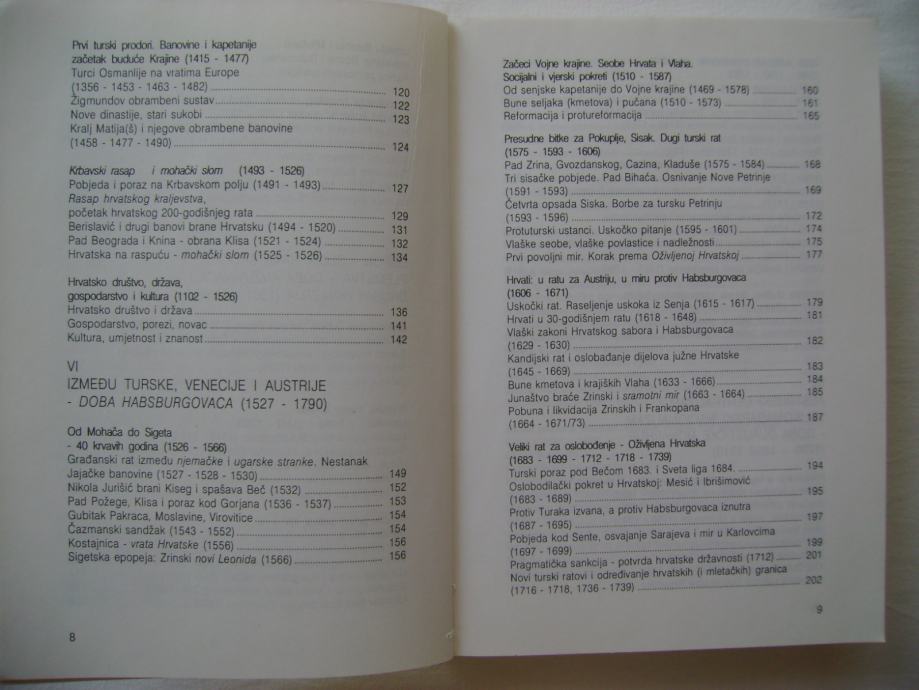 Prvi turski prodori. Banovine i kapetanije
začetak buduće Krajine (1415 - 1477)
Turci Osmanlije na vratima Europe
(1356 - 1453 - 1463 - 1482) 120
Žigmundov obrambeni sustav 122
Nove dinastije, stari sukobi 123
Kralj Matija(š) i njegove obrambene banovine
(1458 - 1477 - 1490) 124
Krbavski rasap i mohački slom (1493 - 1526)
Pobjeda i poraz na Krbavskom polju (1491 - 1493) 127
Rasap hrvatskog kraljevstva,
početak hrvatskog 200-godišnjeg rata 129
Berislavić i drugi banovi brane Hrvatsku (1494 - 1520) 131
Pad Beograda i Knina - obrana Klisa (1521 - 1524) 132
Hrvatska na raspuću - mohački slom (1525 - 1526) 134
Hrvatsko društvo, država,
gospodarstvo i kultura (1102 - 1526)
Hrvatsko društvo i država 136
Gospodarstvo, porezi, novac 141
Kultura, umjetnost i znanost 142
VI
IZMEĐU TURSKE, VENECIJE I AUSTRIJE
- DOBA HABSBURGOVACA (1527 - 1790)
Od Mohača do Sigeta
- 40 krvavih godina (1526 - 1566)
Građanski rat između njemačke i ugarske stranke. Nestanak
Jajačke banovine (1527 - 1528 - 1530) 149
Nikola Jurišić brani Kiseg i spašava Beč (1532) 152
Pad Požege, Klisa i poraz kod Gorjana (1536 - 1537) 153
Gubitak Pakraca, Moslavine, Virovitice 154
Čazmanski sandžak (1543 - 1552) 154
Kostajnica - vrata Hrvatske (1556) 156
Sigetska epopeja: Zrinski novi Leonida (1566) 156
8
Začeci Vojne krajine. Seobe Hrvata i Vlaha.
Socijalni i vjerski pokreti (1510 - 1587)
Od senjske kapetanije do Vojne krajine (1469 - 1578) 160
Bune seljaka (kmetova) i pučana (1510 - 1573) 161
Reformacija i protureformacija 165
Presudne bitke za Pokuplje, Sisak. Dugi turski rat
(1575 - 1593 - 1606)
Pad Zrina, Gvozdanskog, Cazina, Kladuše (1575 - 1584) 168
Tri sisačke pobjede. Pad Bihaća. Osnivanje Nove Petrinje
(1591 - 1593) 169
Četvrta opsada Siska. Borbe za tursku Petrinju
(1593 - 1596) 172
Protuturski ustanci. Uskočko pitanje (1595 - 1601) 174
Vlaške seobe, vlaške povlastice i nadležnosti 175
Prvi povoljni mir. Korak prema Oživljenoj Hrvatskoj 177
Hrvati: u ratu za Austriju, u miru protiv Habsburgovaca
(1606 - 1671)
Uskočki rat. Raseljenje uskoka iz Senja (1615 - 1617) 179
Hrvati u 30-godišnjem ratu (1618 - 1648) 181
Vlaški zakoni Hrvatskog sabora i Habsburgovaca
(1629 - 1630) 182
Kandijski rat i oslobađanje dijelova južne Hrvatske
(1645 - 1669) 183
Bune kmetova i krajiških Vlaha (1633 - 1666) 184
Junaštvo braće Zrinski i sramotni mir (1663 - 1664) 185
Pobuna i likvidacija Zrinskih i Frankopana
(1664 - 1671/73) 187
Veliki rat za oslobođenje - Oživljena Hrvatska
(1683 - 1699 - 1712 - 1718 - 1739)
Turski poraz pod Bečom 1683. i Sveta liga 1684. 194
Oslobodilački pokret u Hrvatskoj: Mesić i Ibrišimović
(1683 - 1689) 195
Protiv Turaka izvana, a protiv Habsburgovaca iznutra
(1687 - 1695) 197
Pobjeda kod Sente, osvajanje Sarajeva i mir u Karlovcima
(1697 - 1699) 199
Pragmatička sankcija - potvrda hrvatske državnosti (1712) 201
Novi turski ratovi i određivanje hrvatskih (i mletačkih) granica
(1716 - 1718, 1736 - 1739) 202
9